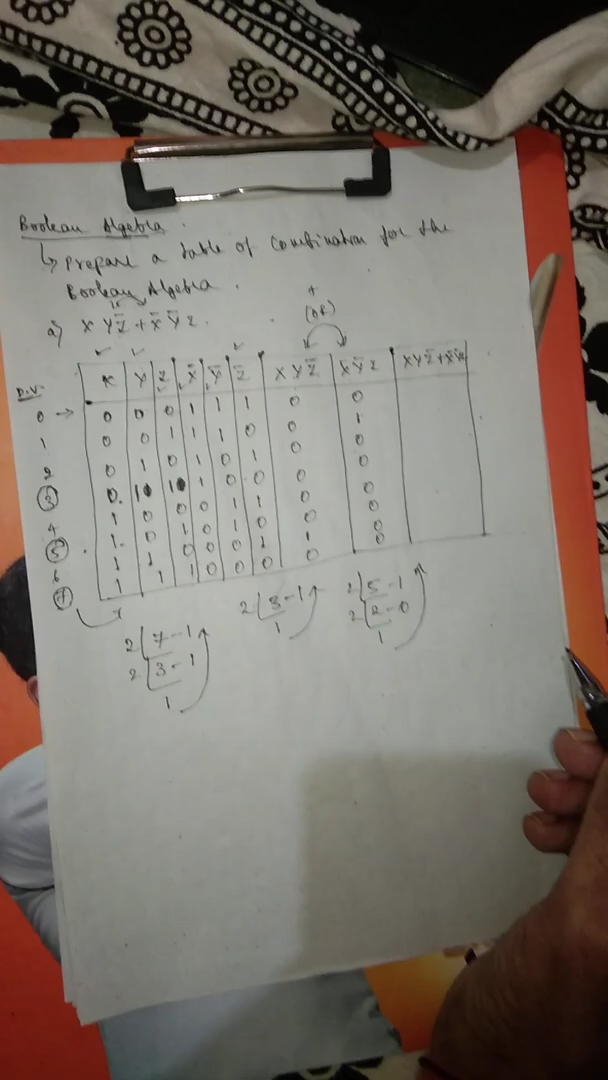 Boolean Algebra.
↳ Prepare a table of Combination for the
Boolean Algebra.
a) X Y Z̅ + X̅ Y̅ Z.
+
(OR)
D.V. X Y Z X̅ Y̅ Z̅ X Y Z̅ X̅ Y̅ Z X Y Z̅ + X̅ Y̅ Z
0 → 0 0 0 1 1 1 0 0
1 0 0 1 1 1 0 0 1
2 0 1 0 1 0 1 0 0
3 0 1 1 1 0 0 0 0
4 1 0 0 0 1 1 0 0
5 1 0 1 0 1 0 0 0
6 1 1 0 0 0 1 1 0
7 1 1 1 0 0 0 0 0
2 7 - 1
2 3 - 1
1
2 3 - 1
1
2 5 - 1
2 2 - 0
1